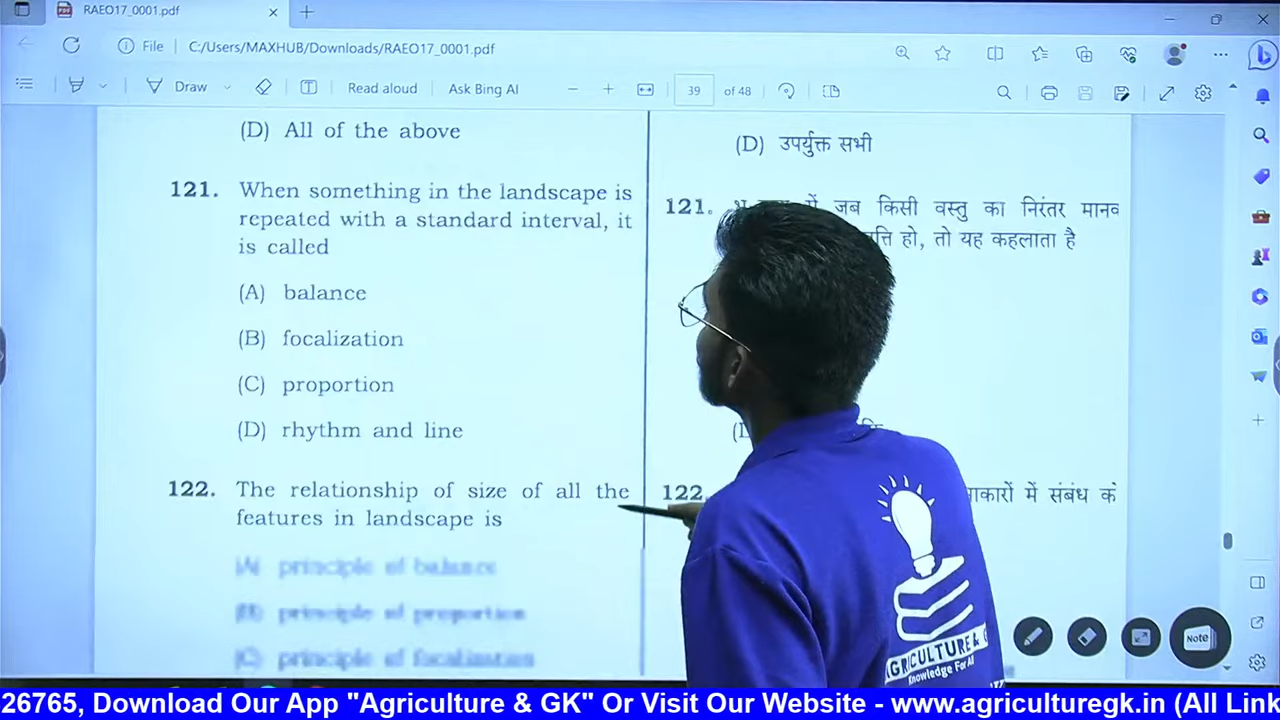 RAEO17_0001.pdf
File
C:/Users/MAXHUB/Downloads/RAEO17_0001.pdf
Draw
Read aloud
Ask Bing AI
39 of 48
(D) All of the above
121. When something in the landscape is
repeated with a standard interval, it
is called
(A) balance
(B) focalization
(C) proportion
(D) rhythm and line
122. The relationship of size of all the
features in landscape is
(A) principle of balance
(B) principle of proportion
(C) principle of focalization
(D) उपर्युक्त सभी
121. में जब किसी वस्तु का निरंतर मानव
हो, तो यह कहलाता है
122. में संबंध को
AGRICULTURE & G
Knowledge For All
Note
26765, Download Our App "Agriculture & GK" Or Visit Our Website - www.agriculturegk.in (All Link